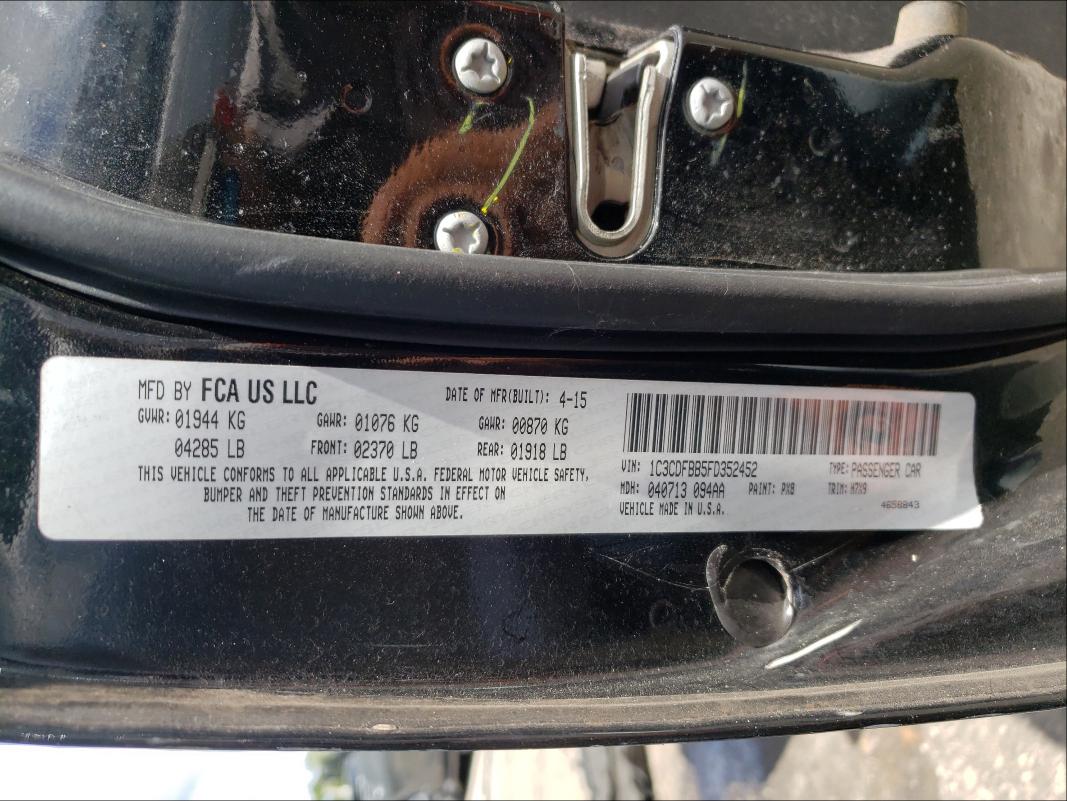 MFD BY FCA US LLC DATE OF MFR(BUILT): 4-15
GVWR: 01944 KG GAWR: 01076 KG GAWR: 00870 KG
04285 LB FRONT: 02370 LB REAR: 01918 LB
THIS VEHICLE CONFORMS TO ALL APPLICABLE U.S.A. FEDERAL MOTOR VEHICLE SAFETY,
BUMPER AND THEFT PREVENTION STANDARDS IN EFFECT ON
THE DATE OF MANUFACTURE SHOWN ABOVE.
VIN: 1C3CDFBB5FD352452 TYPE: PASSENGER CAR
MDH: 040713 094AA PAINT: PX8 TRIM: H7X9
VEHICLE MADE IN U.S.A. 4658843